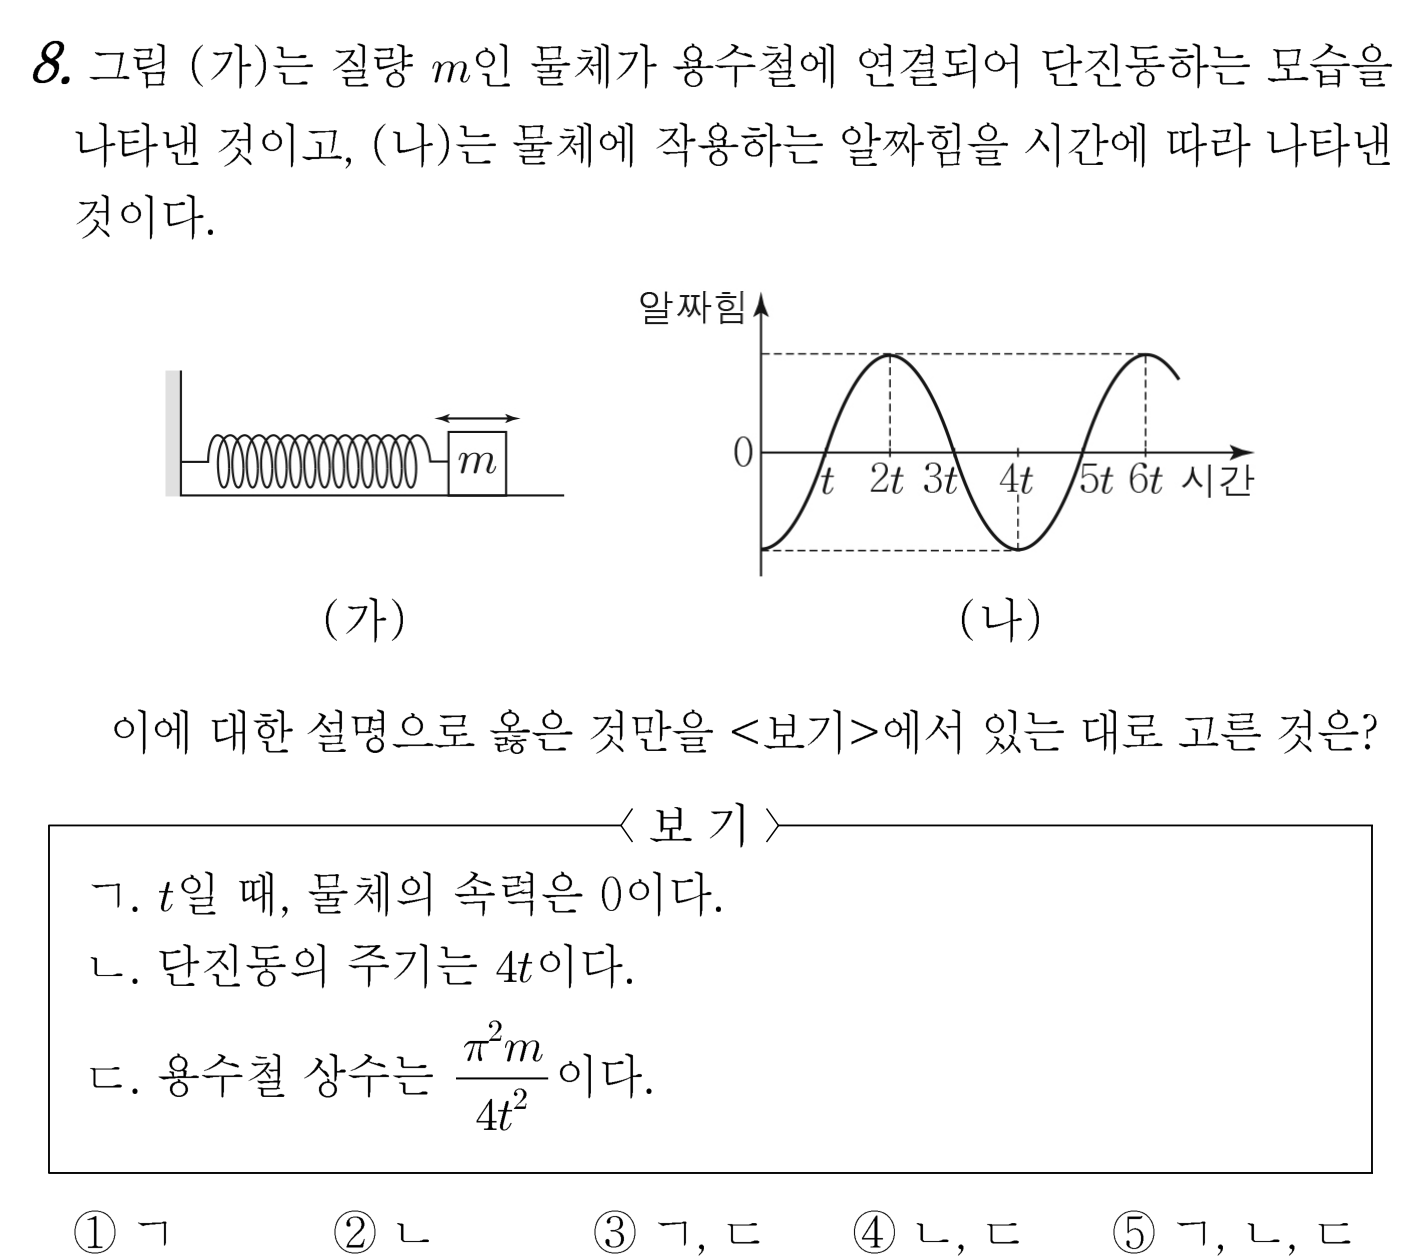 8. 그림 (가)는 질량 m인 물체가 용수철에 연결되어 단진동하는 모습을
나타낸 것이고, (나)는 물체에 작용하는 알짜힘을 시간에 따라 나타낸
것이다.
알짜힘
m
0
t 2t 3t 4t 5t 6t 시간
(가)
(나)
이에 대한 설명으로 옳은 것만을 <보기>에서 있는 대로 고른 것은?
〈보 기〉
ㄱ. t일 때, 물체의 속력은 0이다.
ㄴ. 단진동의 주기는 4t이다.
ㄷ. 용수철 상수는 π²m/4t²이다.
① ㄱ ② ㄴ ③ ㄱ, ㄷ ④ ㄴ, ㄷ ⑤ ㄱ, ㄴ, ㄷ